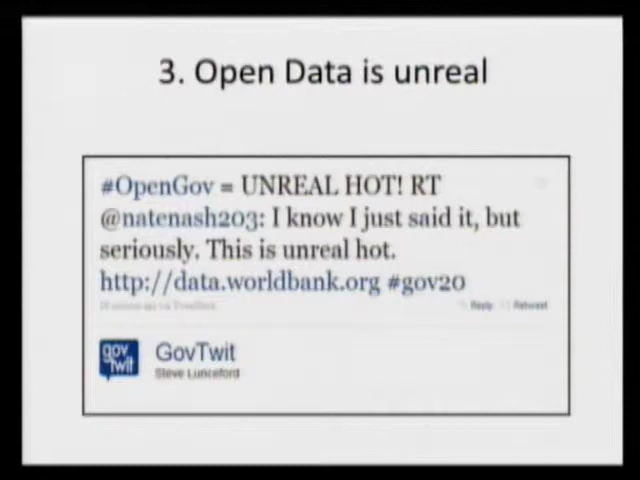 3. Open Data is unreal
#OpenGov = UNREAL HOT! RT
@natenash203: I know I just said it, but
seriously. This is unreal hot.
http://data.worldbank.org #gov20
Reply Retweet
gov
twit
GovTwit
Steve Lunceford